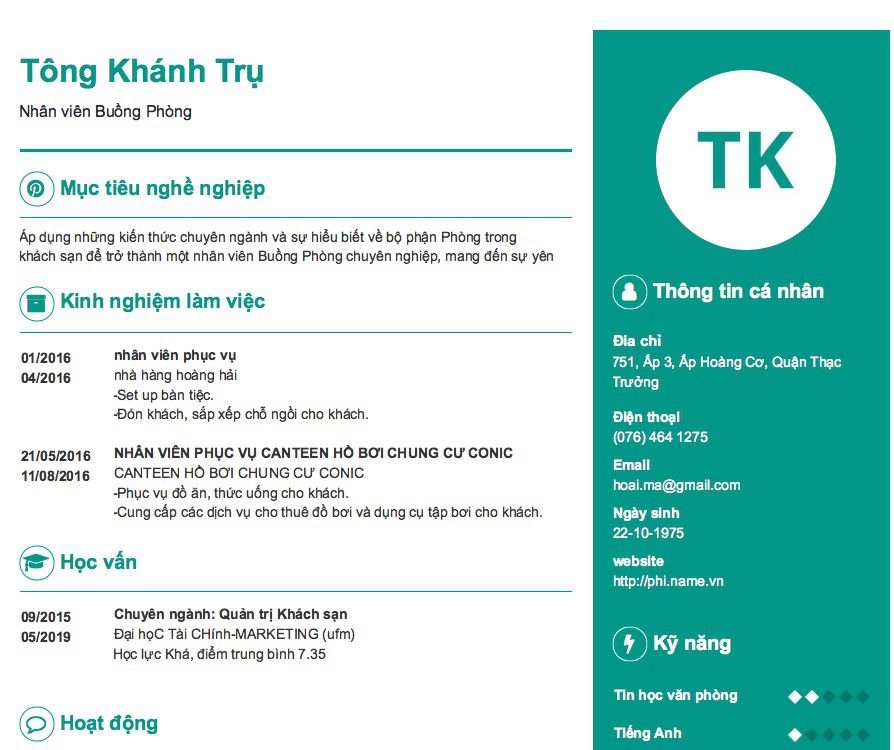 Tông Khánh Trụ
Nhân viên Buồng Phòng
Mục tiêu nghề nghiệp
Áp dụng những kiến thức chuyên ngành và sự hiểu biết về bộ phận Phòng trong
khách sạn để trở thành một nhân viên Buồng Phòng chuyên nghiệp, mang đến sự yên
Kinh nghiệm làm việc
01/2016
04/2016
nhân viên phục vụ
nhà hàng hoàng hải
-Set up bàn tiệc.
-Đón khách, sắp xếp chỗ ngồi cho khách.
21/05/2016
11/08/2016
NHÂN VIÊN PHỤC VỤ CANTEEN HỒ BƠI CHUNG CƯ CONIC
CANTEEN HỒ BƠI CHUNG CƯ CONIC
-Phục vụ đồ ăn, thức uống cho khách.
-Cung cấp các dịch vụ cho thuê đồ bơi và dụng cụ tập bơi cho khách.
Học vấn
09/2015
05/2019
Chuyên ngành: Quản trị Khách sạn
Đại họC Tài CHính-MARKETING (ufm)
Học lực Khá, điểm trung bình 7.35
Hoạt động
TK
Thông tin cá nhân
Địa chỉ
751, Ấp 3, Ấp Hoàng Cơ, Quận Thạc
Trưởng
Điện thoại
(076) 464 1275
Email
hoai.ma@gmail.com
Ngày sinh
22-10-1975
website
http://phi.name.vn
Kỹ năng
Tin học văn phòng
Tiếng Anh